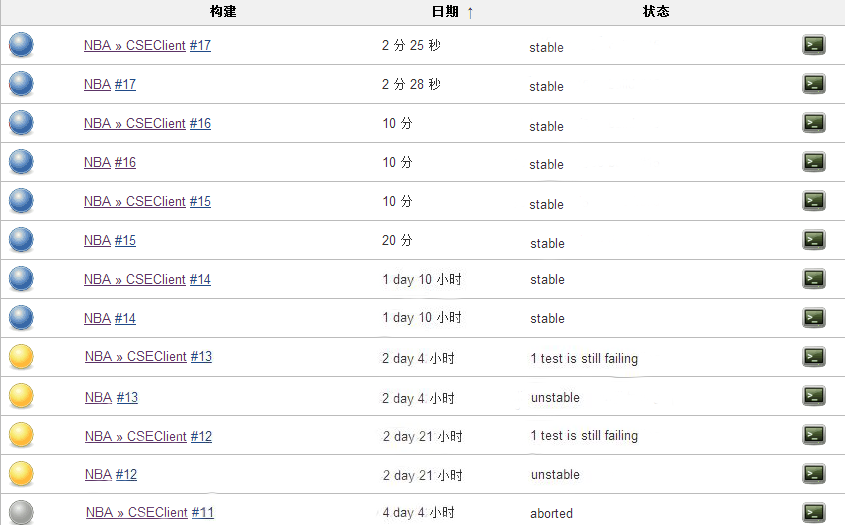 构建 日期 ↑ 状态
NBA » CSEClient #17 2 分 25 秒 stable
NBA #17 2 分 28 秒 stable
NBA » CSEClient #16 10 分 stable
NBA #16 10 分 stable
NBA » CSEClient #15 10 分 stable
NBA #15 20 分 stable
NBA » CSEClient #14 1 day 10 小时 stable
NBA #14 1 day 10 小时 stable
NBA » CSEClient #13 2 day 4 小时 1 test is still failing
NBA #13 2 day 4 小时 unstable
NBA » CSEClient #12 2 day 21 小时 1 test is still failing
NBA #12 2 day 21 小时 unstable
NBA » CSEClient #11 4 day 4 小时 aborted